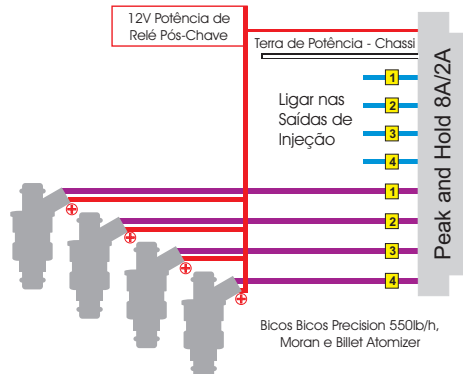 12V Potência de
Relé Pós-Chave
Terra de Potência - Chassi
Peak and Hold 8A/2A
Ligar nas
Saídas de
Injeção
1
2
3
4
1
2
3
4
Bicos Bicos Precision 550lb/h,
Moran e Billet Atomizer